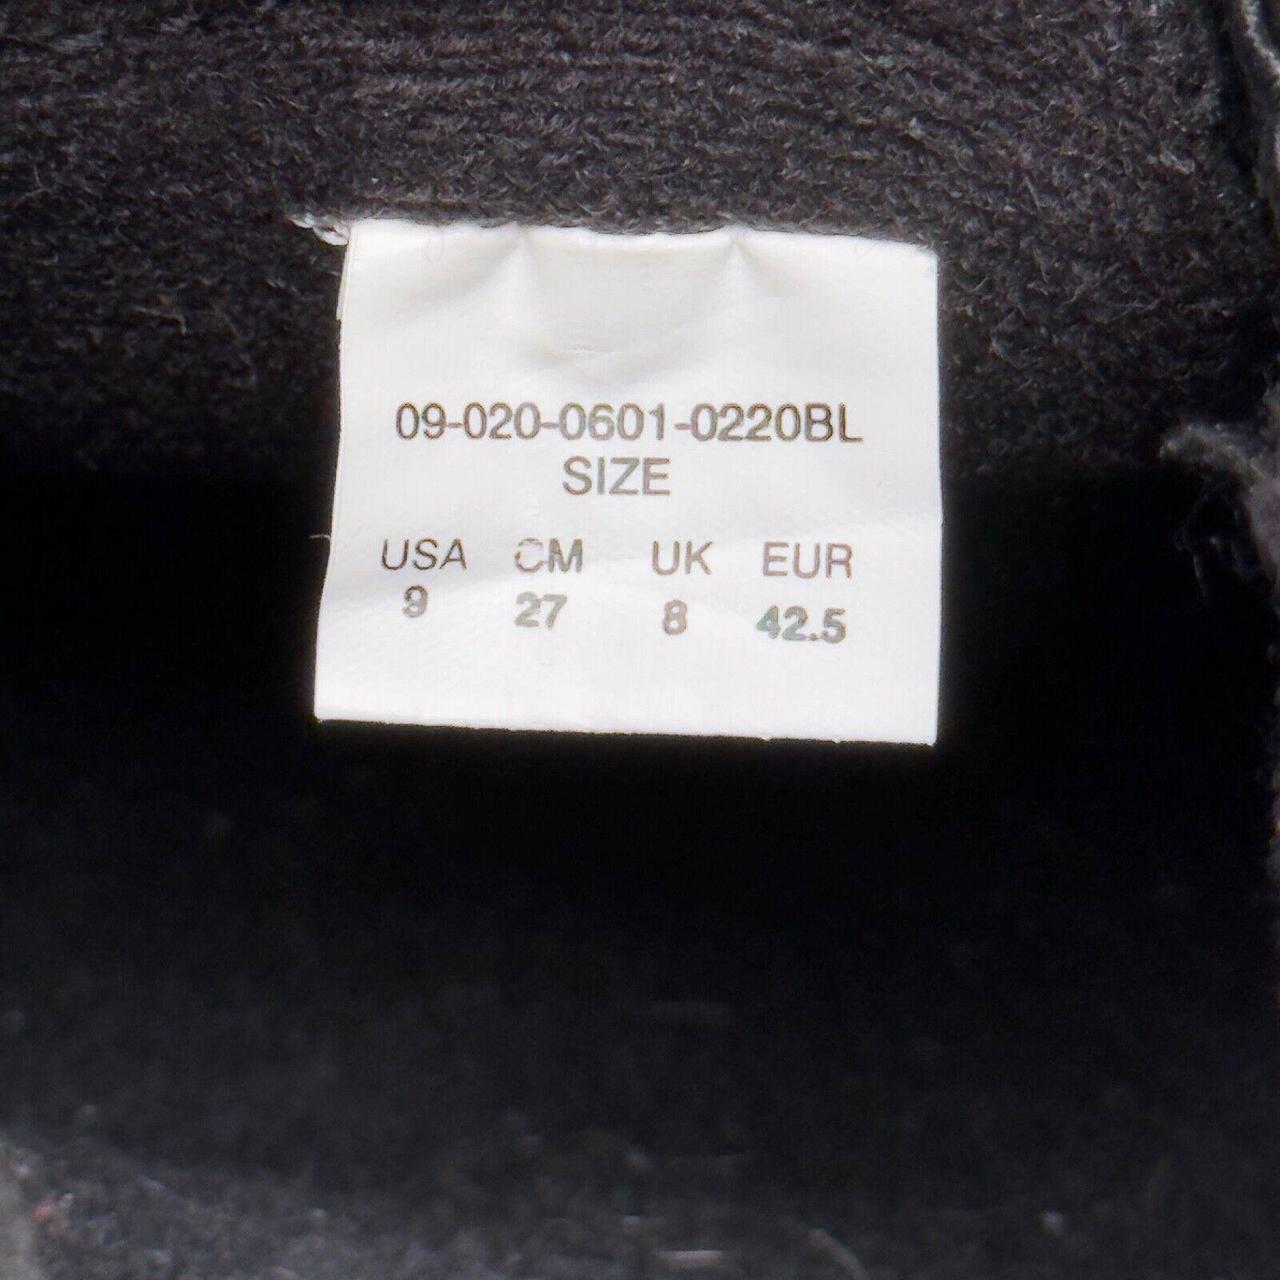 09-020-0601-0220BL
SIZE
USA CM UK EUR
9 27 8 42.5